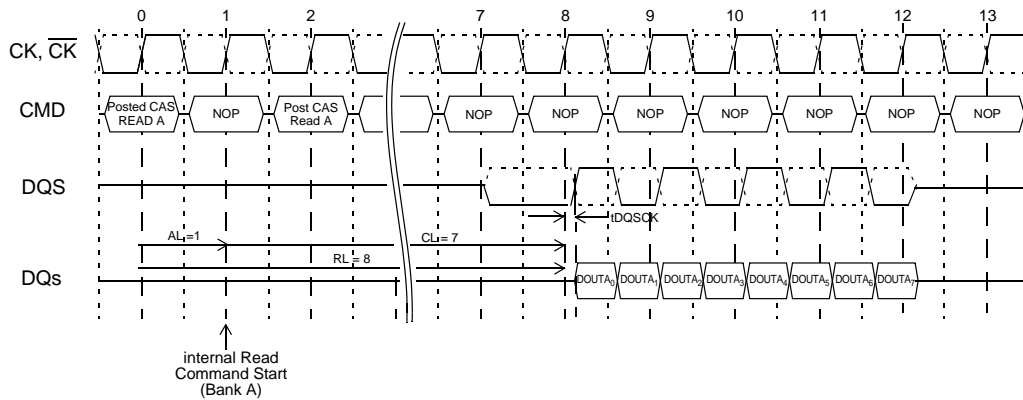 0 1 2 7 8 9 10 11 12 13
CK, CK
CMD
Posted CAS
READ A
NOP
Post CAS
Read A
NOP NOP NOP NOP NOP NOP NOP
DQS
tDQSCK
AL =1
CL = 7
RL = 8
DQs
DOUTA0 DOUTA1 DOUTA2 DOUTA3 DOUTA4 DOUTA5 DOUTA6 DOUTA7
internal Read
Command Start
(Bank A)